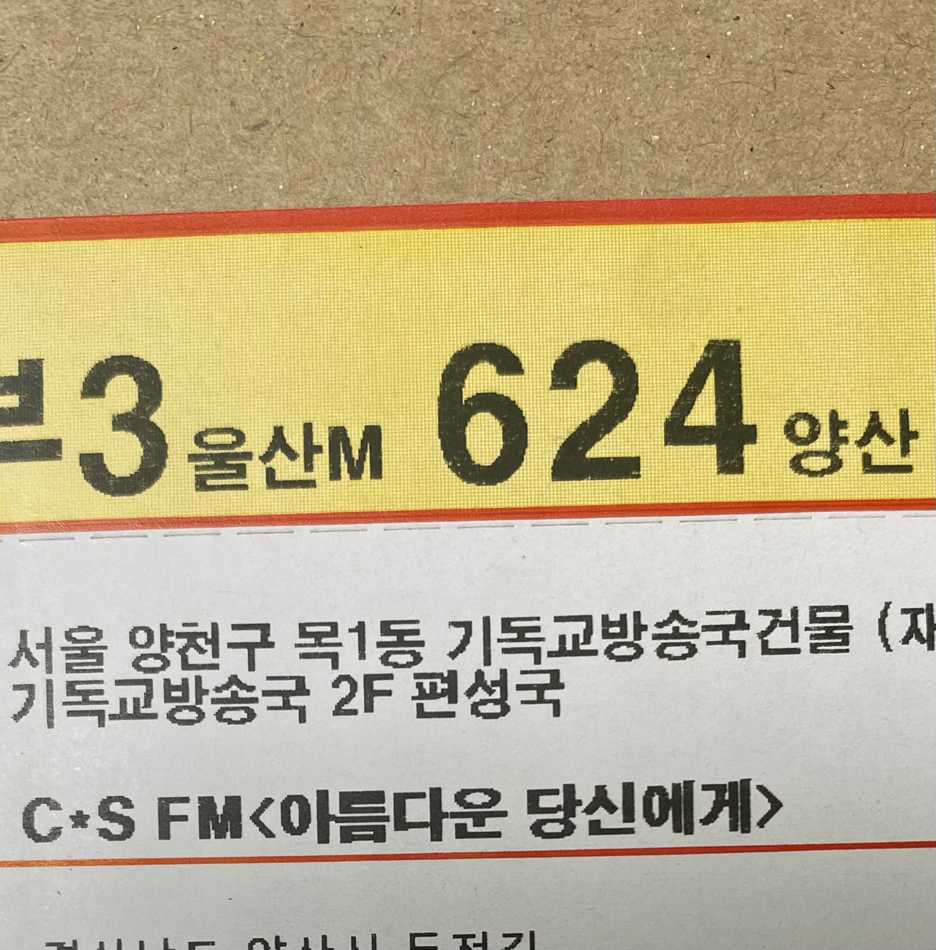 3 울산M 624 양산
서울 양천구 목1동 기독교방송국건물 (재
기독교방송국 2F 편성국
C*S FM<아름다운 당신에게>